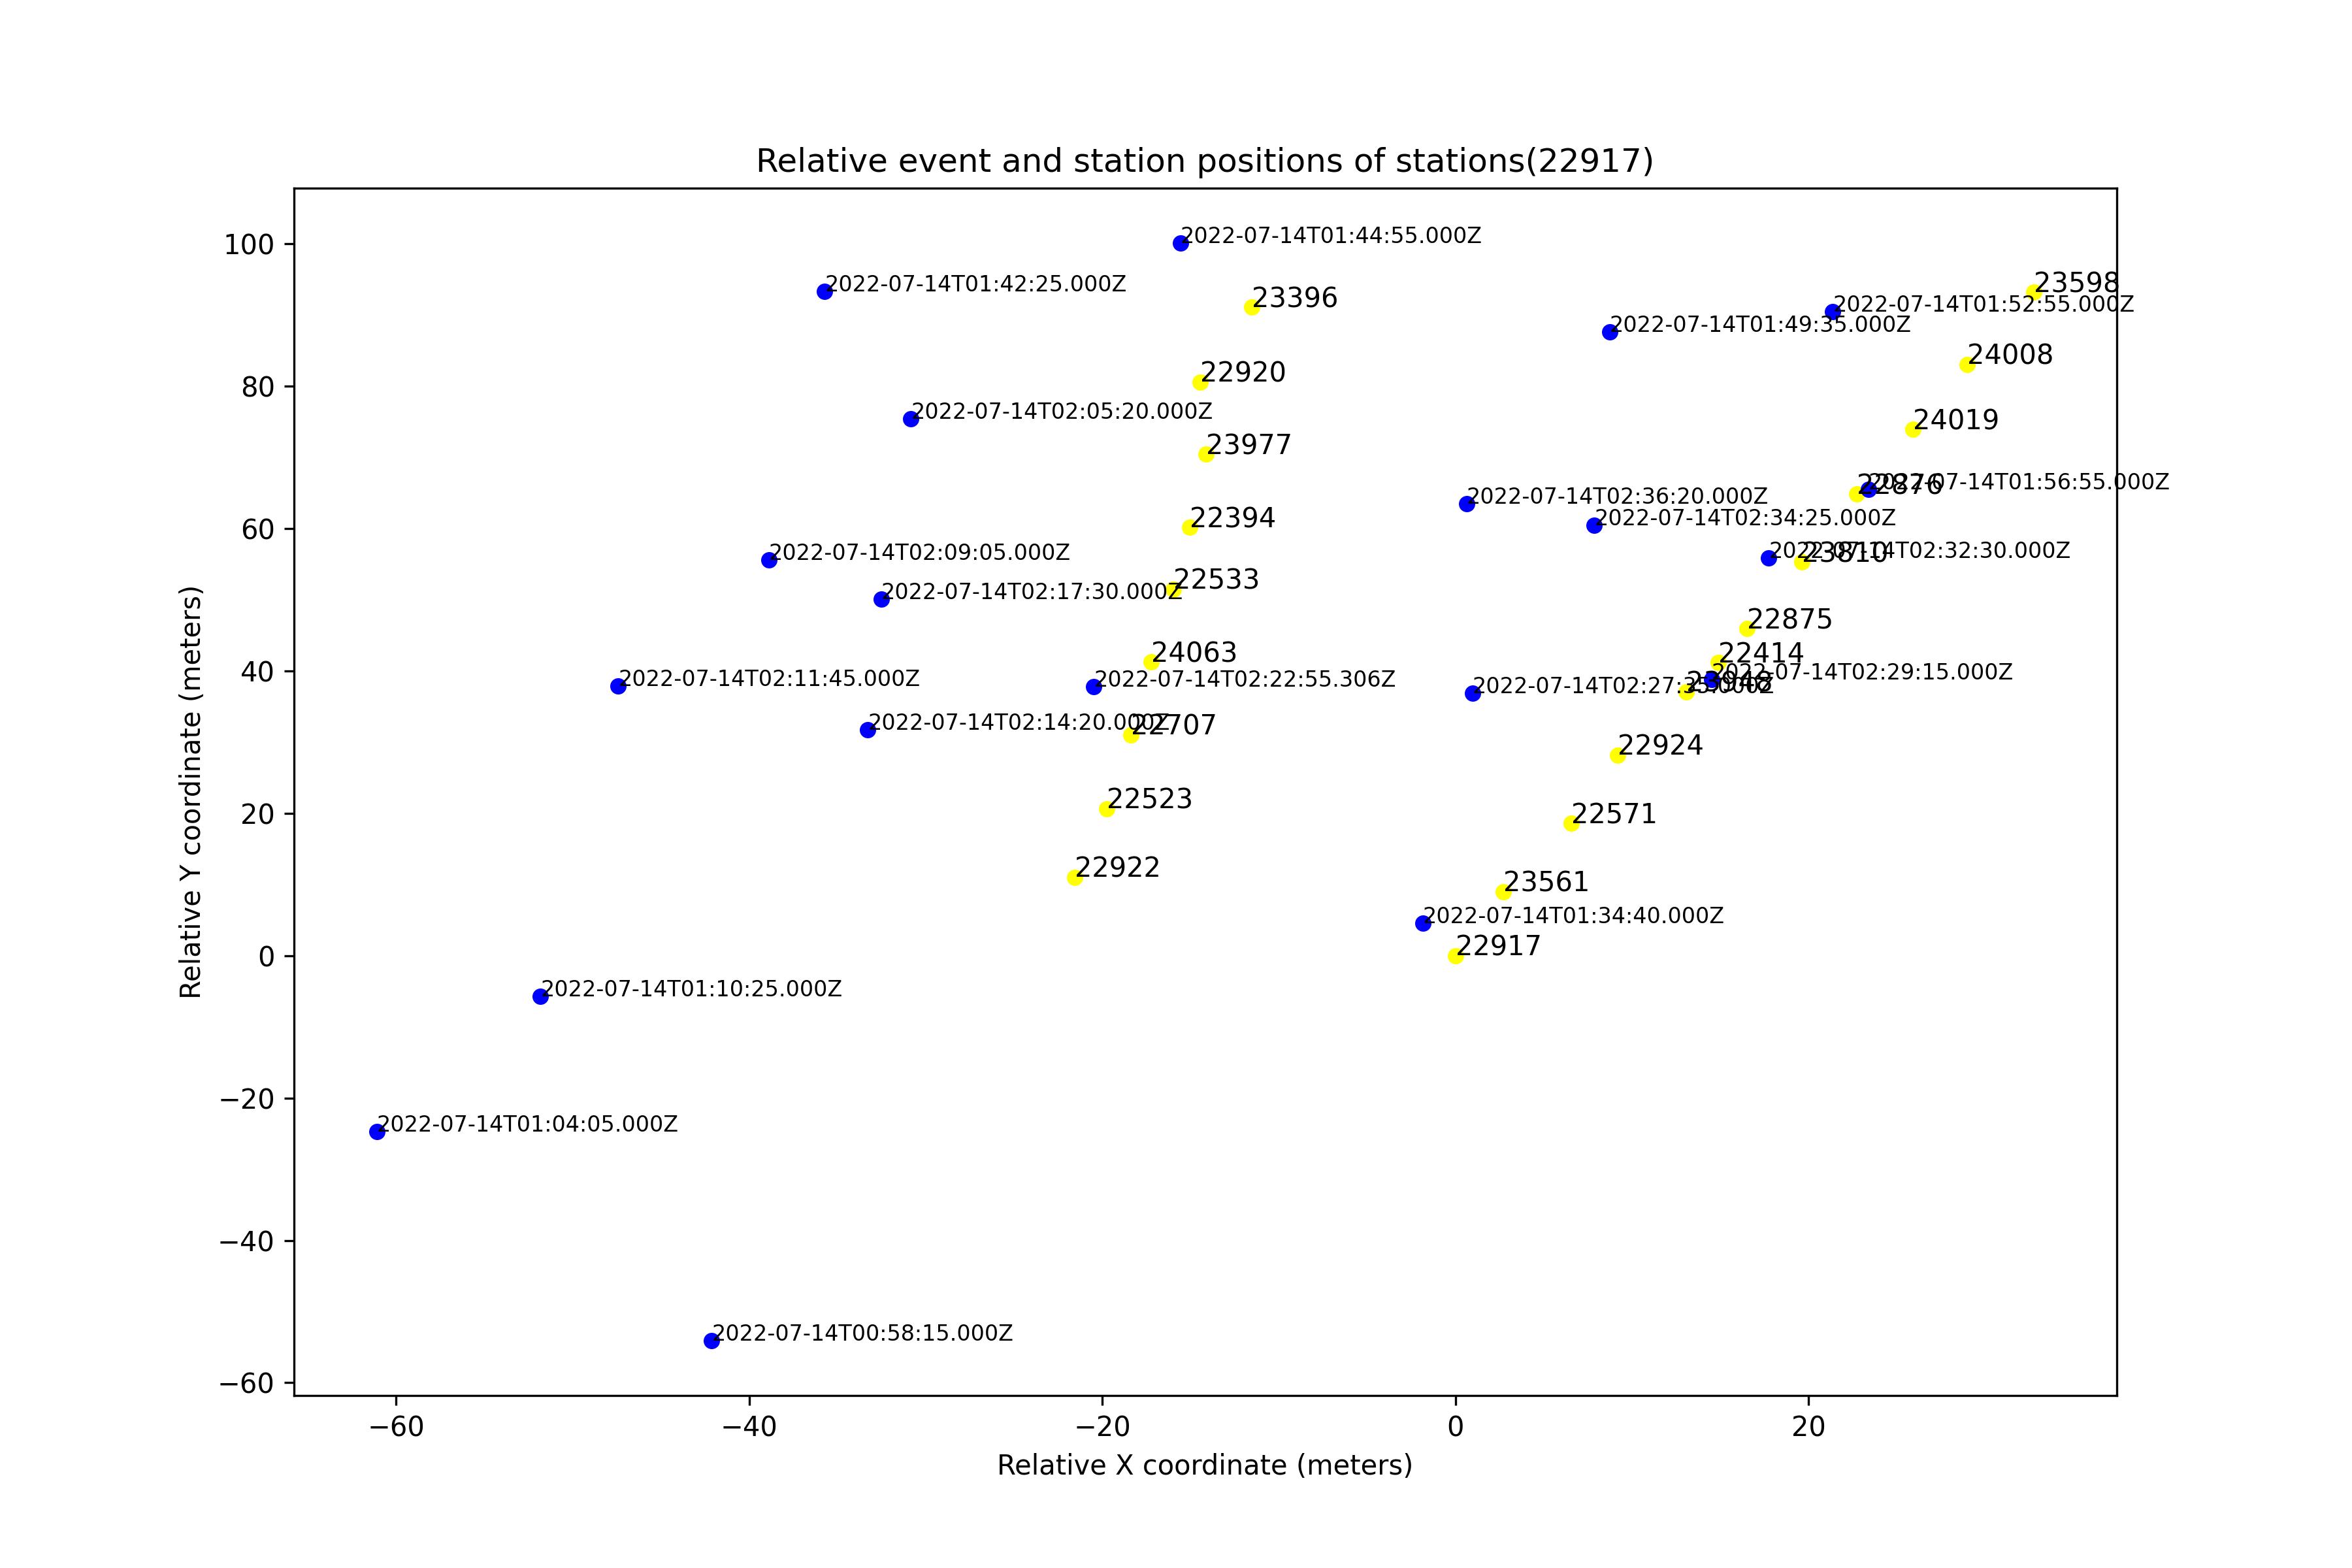 Relative event and station positions of stations(22917)
100
2022-07-14T01:44:55.000Z
2022-07-14T01:42:25.000Z
23598
23396
2022-07-14T01:52:55.000Z
2022-07-14T01:49:35.000Z
24008
80
22920
2022-07-14T02:05:20.000Z
24019
23977
22876
2022-07-14T01:56:55.000Z
2022-07-14T02:36:20.000Z
60
22394
2022-07-14T02:34:25.000Z
2022-07-14T02:09:05.000Z
2022-07-14T02:32:30.000Z
23810
22533
2022-07-14T02:17:30.000Z
22875
40
24063
22414
2022-07-14T02:11:45.000Z
2022-07-14T02:22:55.306Z
2022-07-14T02:29:15.000Z
2022-07-14T02:27:35.000Z
2022-07-14T02:14:20.000Z
22707
22924
20
22523
22571
22922
23561
2022-07-14T01:34:40.000Z
0
22917
2022-07-14T01:10:25.000Z
−20
2022-07-14T01:04:05.000Z
−40
2022-07-14T00:58:15.000Z
−60
−60
−40
−20
0
20
Relative X coordinate (meters)
Relative Y coordinate (meters)